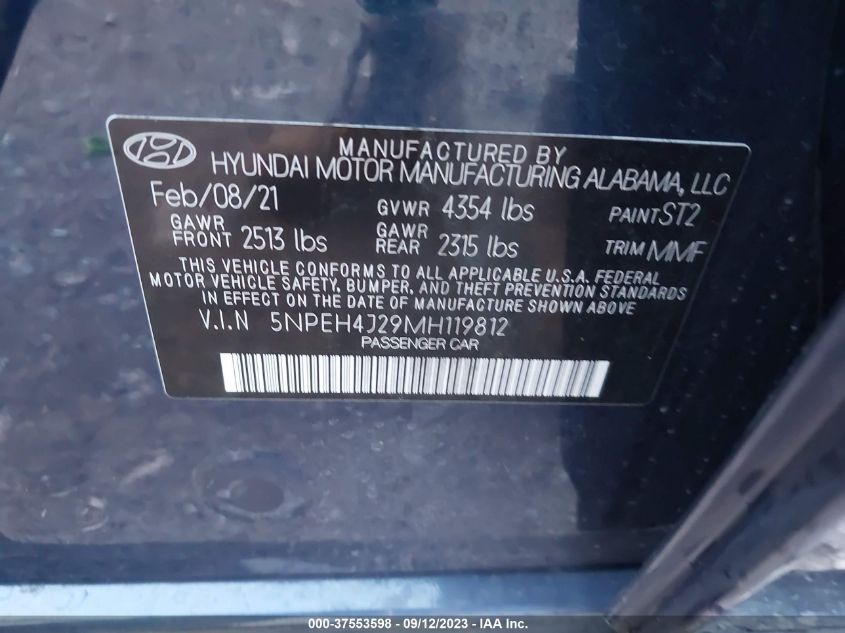 MANUFACTURED BY
HYUNDAI MOTOR MANUFACTURING ALABAMA, LLC
Feb/08/21 GVWR 4354 lbs PAINT ST2
GAWR FRONT 2513 lbs GAWR REAR 2315 lbs TRIM MMF
THIS VEHICLE CONFORMS TO ALL APPLICABLE U.S.A. FEDERAL
MOTOR VEHICLE SAFETY, BUMPER, AND THEFT PREVENTION STANDARDS
IN EFFECT ON THE DATE OF MANUFACTURE SHOWN ABOVE
V.I.N 5NPEH4J29MH119812
PASSENGER CAR
000-37553598 - 09/12/2023 - IAA Inc.